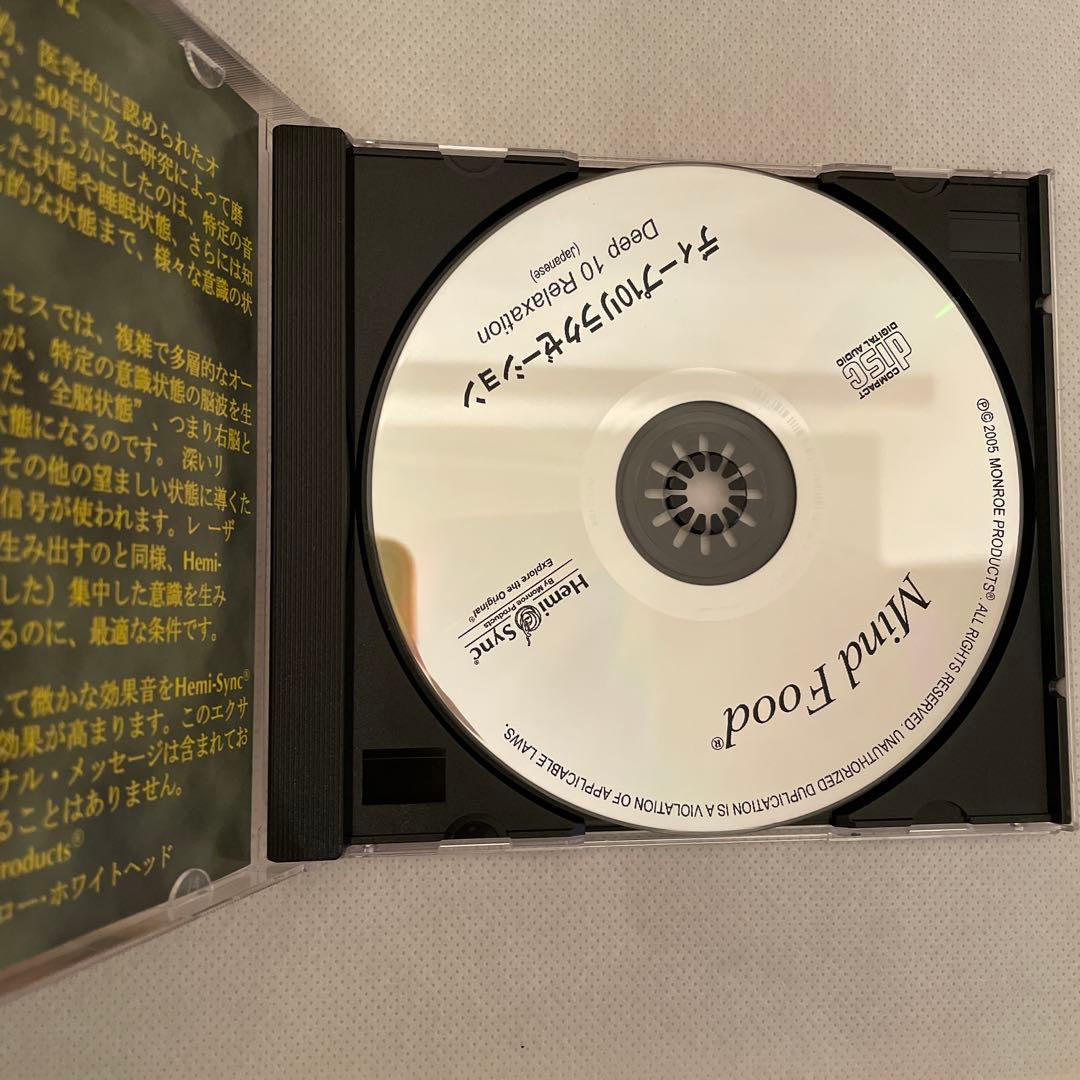 は
的、医学的に認められたオ
で、50年に及ぶ研究によって磨
らが明らかにしたのは、特定の音
した状態や睡眠状態、さらには知
常的な状態まで、様々な意識の状
セスでは、複雑で多層的なオー
が、特定の意識状態の脳波を生
た“全脳状態”、つまり右脳と
状態になるのです。 深いリ
その他の望ましい状態に導くた
信号が使われます。レーザ
生み出すのと同様、Hemi-
した）集中した意識を生み
るのに、最適な条件です。
て微かな効果音をHemi-Sync®
効果が高まります。このエクサ
ナル・メッセージは含まれてお
ることはありません。
roducts®
ロー・ホワイトヘッド
Mind Food®
Hemi Sync®
By Monroe Products®
Explore the Original
COMPACT
disc
DIGITAL AUDIO
ディープ10リラクゼーション
Deep 10 Relaxation
(Japanese)
℗© 2005 MONROE PRODUCTS®. ALL RIGHTS RESERVED. UNAUTHORIZED DUPLICATION IS A VIOLATION OF APPLICABLE LAWS.